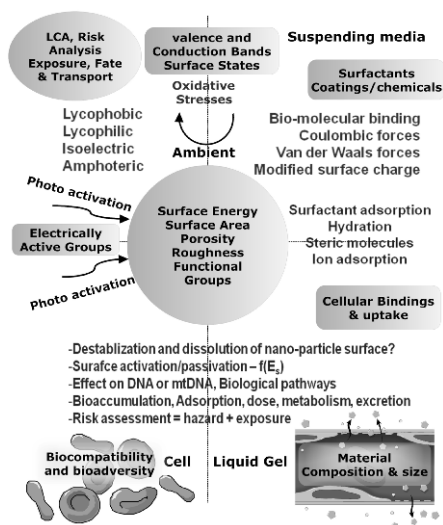 LCA, Risk
Analysis
Exposure, Fate
& Transport
valence and
Conduction Bands
Surface States
Suspending media
Oxidative
Stresses
Surfactants
Coatings/chemicals
Lycophobic
Lycophilic
Isoelectric
Amphoteric
Ambient
Bio-molecular binding
Coulombic forces
Van der Waals forces
Modified surface charge
Photo activation
Electrically
Active Groups
Photo activation
Surface Energy
Surface Area
Porosity
Roughness
Functional
Groups
Surfactant adsorption
Hydration
Steric molecules
Ion adsorption
Cellular Bindings
& uptake
-Destablization and dissolution of nano-particle surface?
-Surafce activation/passivation – f(Es)
-Effect on DNA or mtDNA, Biological pathways
-Bioaccumulation, Adsorption, dose, metabolism, excretion
-Risk assessment = hazard + exposure
Biocompatibility
and bioadversity
Cell
Liquid Gel
Material
Composition & size